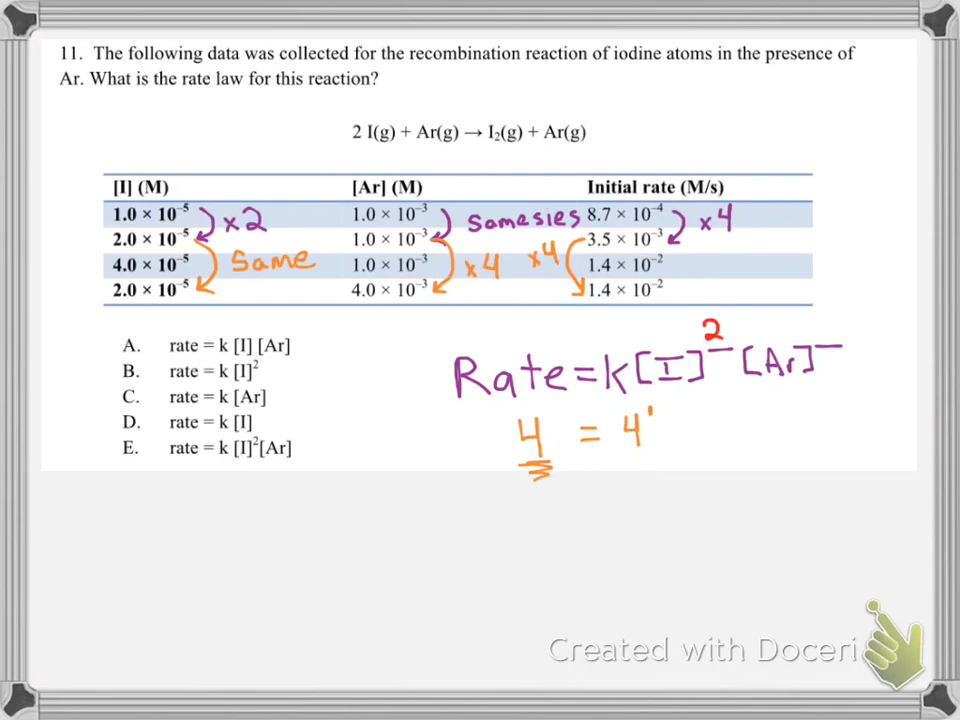 11. The following data was collected for the recombination reaction of iodine atoms in the presence of
Ar. What is the rate law for this reaction?
2 I(g) + Ar(g) → I₂(g) + Ar(g)
[I] (M) [Ar] (M) Initial rate (M/s)
1.0 × 10⁻⁵ 1.0 × 10⁻³ 8.7 × 10⁻⁴
×2 Samesies ×4
2.0 × 10⁻⁵ 1.0 × 10⁻³ 3.5 × 10⁻³
Same ×4 ×4
4.0 × 10⁻⁵ 1.0 × 10⁻³ 1.4 × 10⁻²
2.0 × 10⁻⁵ 4.0 × 10⁻³ 1.4 × 10⁻²
A. rate = k [I] [Ar]
B. rate = k [I]²
C. rate = k [Ar]
D. rate = k [I]
E. rate = k [I]²[Ar]
Rate=k[I]² [Ar]
4 = 4¹
Created with Doceri